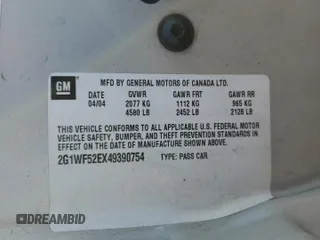 GM
MFD BY GENERAL MOTORS OF CANADA LTD.
DATE GVWR GAWR FRT GAWR RR
04/04 2077 KG 1112 KG 965 KG
4580 LB 2452 LB 2128 LB
THIS VEHICLE CONFORMS TO ALL APPLICABLE U.S. FEDERAL MOTOR
VEHICLE SAFETY, BUMPER, AND THEFT PREVENTION STANDARDS IN
EFFECT ON THE DATE OF MANUFACTURE SHOWN ABOVE.
2G1WF52EX49390754 TYPE: PASS CAR
DREAMBID